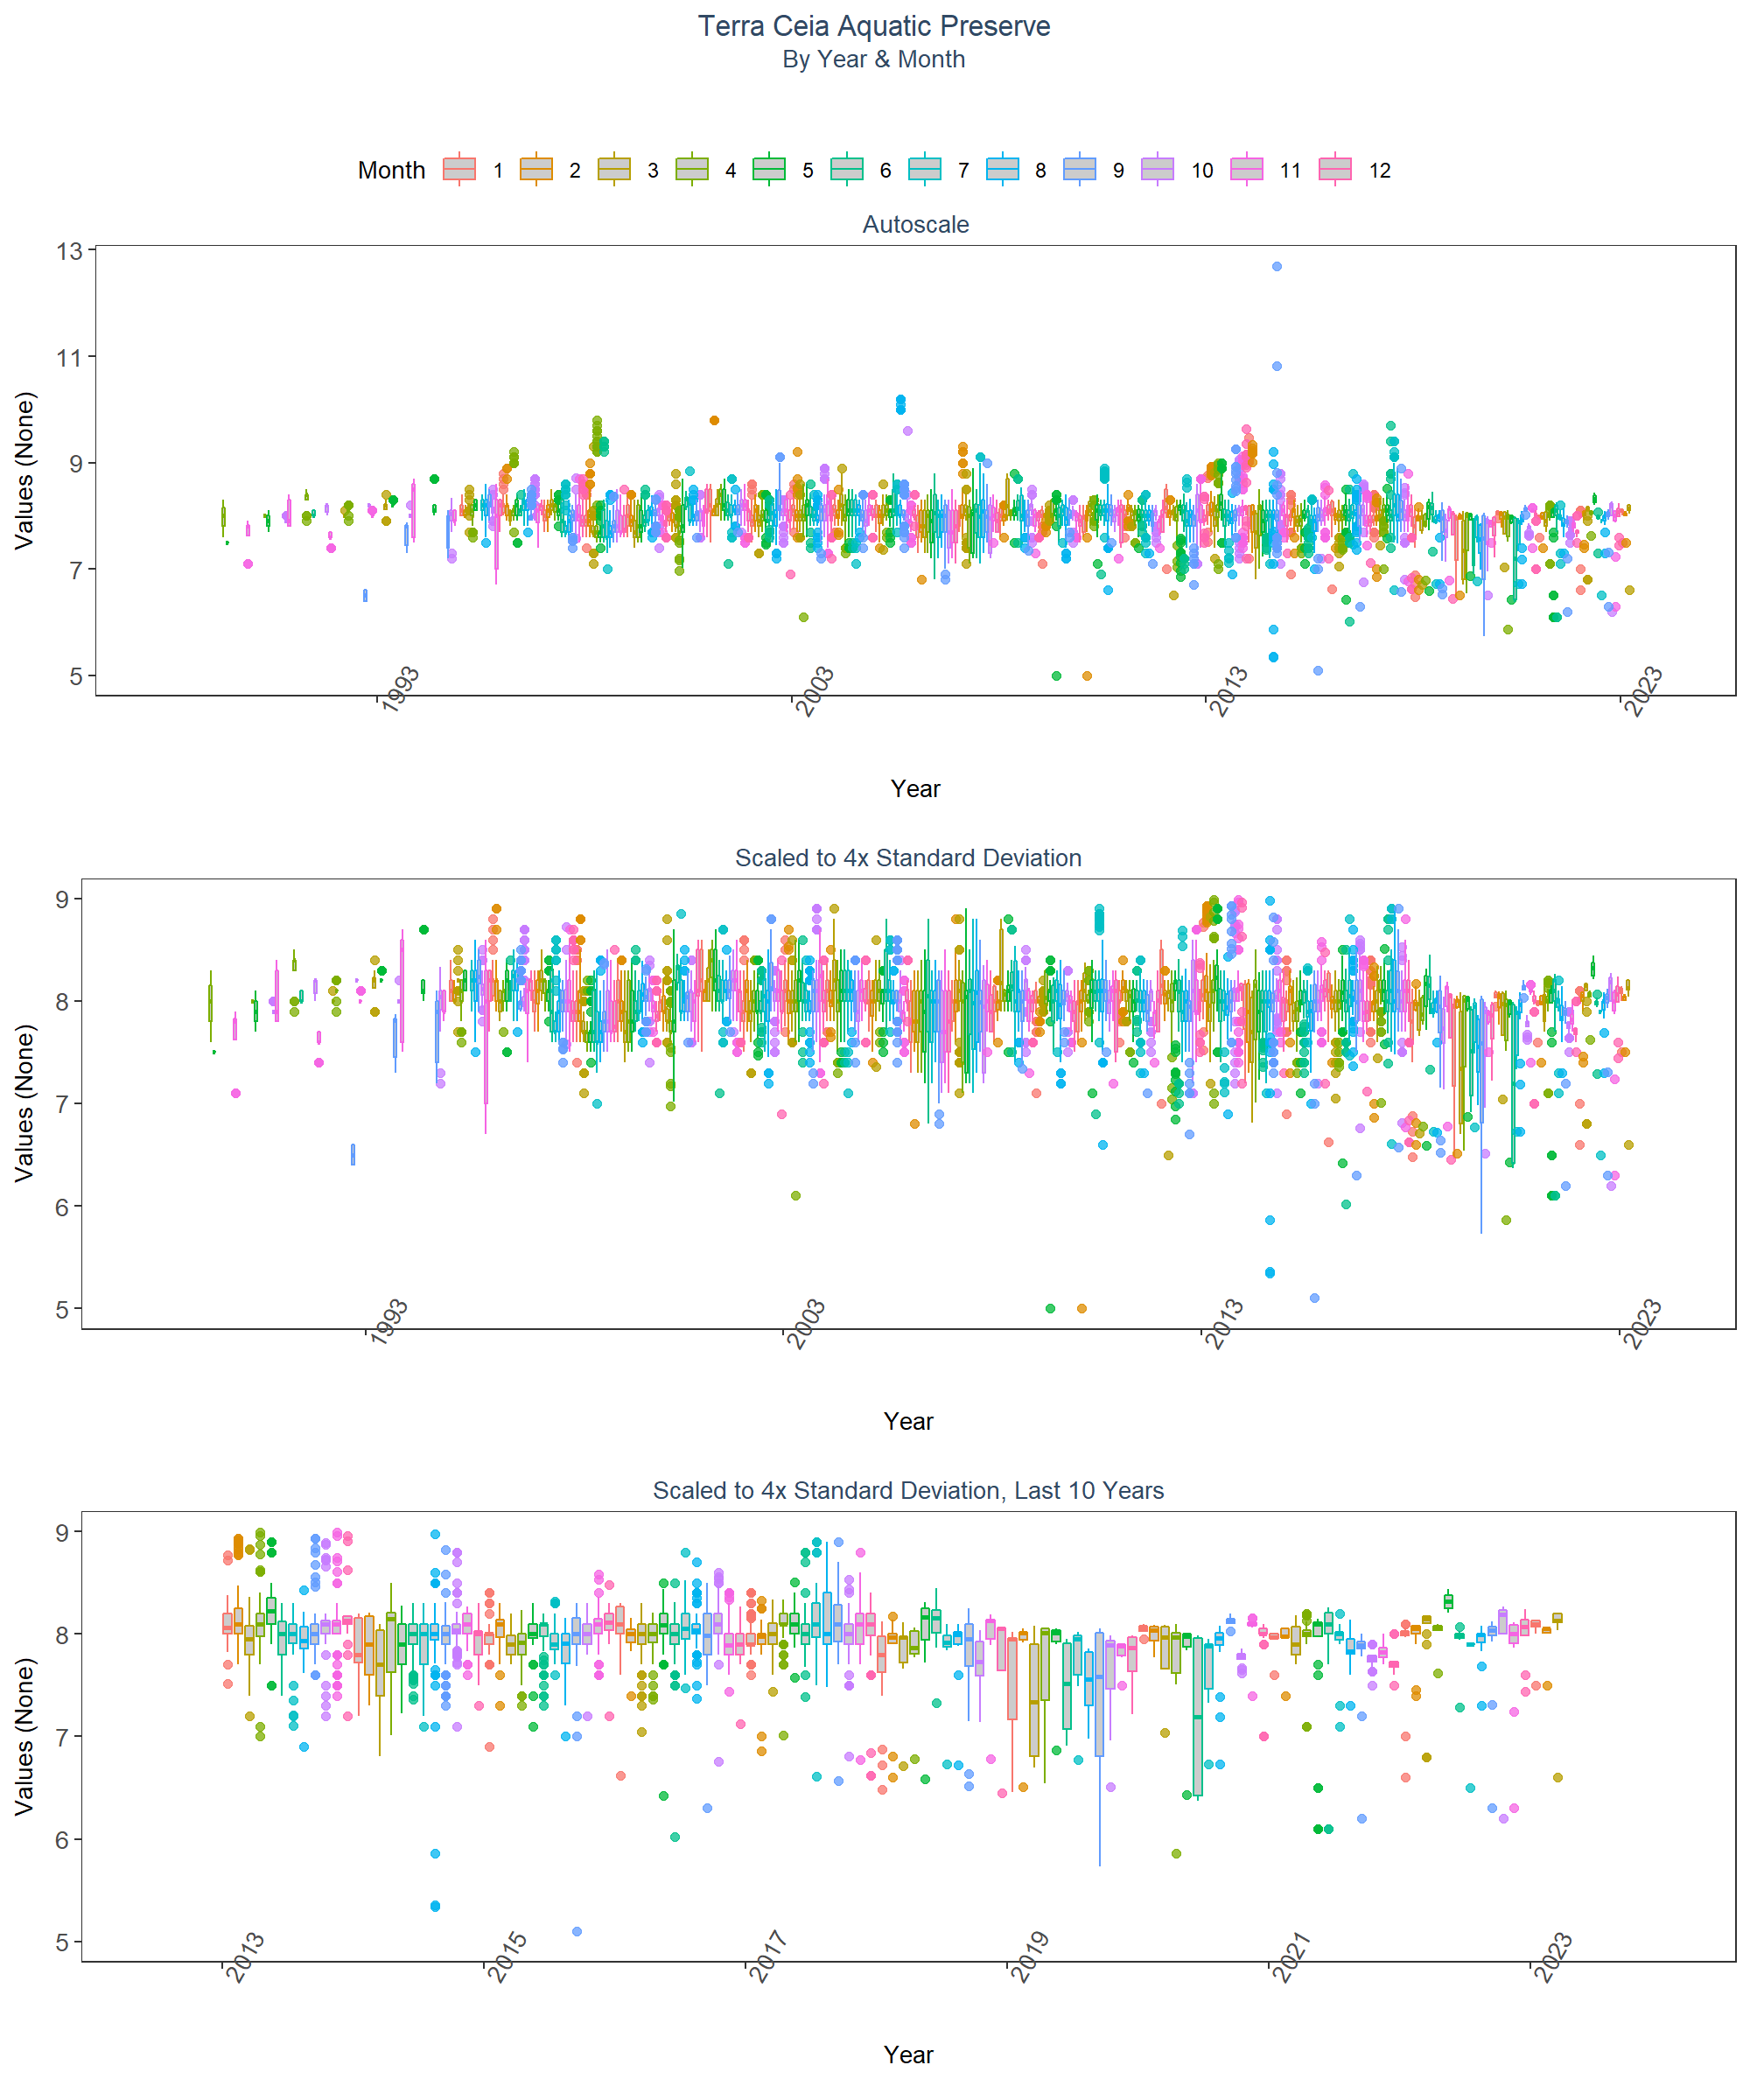 Terra Ceia Aquatic Preserve
By Year & Month
Month 1 2 3 4 5 6 7 8 9 10 11 12
Autoscale
13
11
9
7
5
Values (None)
1993 2003 2013 2023
Year
Scaled to 4x Standard Deviation
9
8
7
6
5
Values (None)
1993 2003 2013 2023
Year
Scaled to 4x Standard Deviation, Last 10 Years
9
8
7
6
5
Values (None)
2013 2015 2017 2019 2021 2023
Year